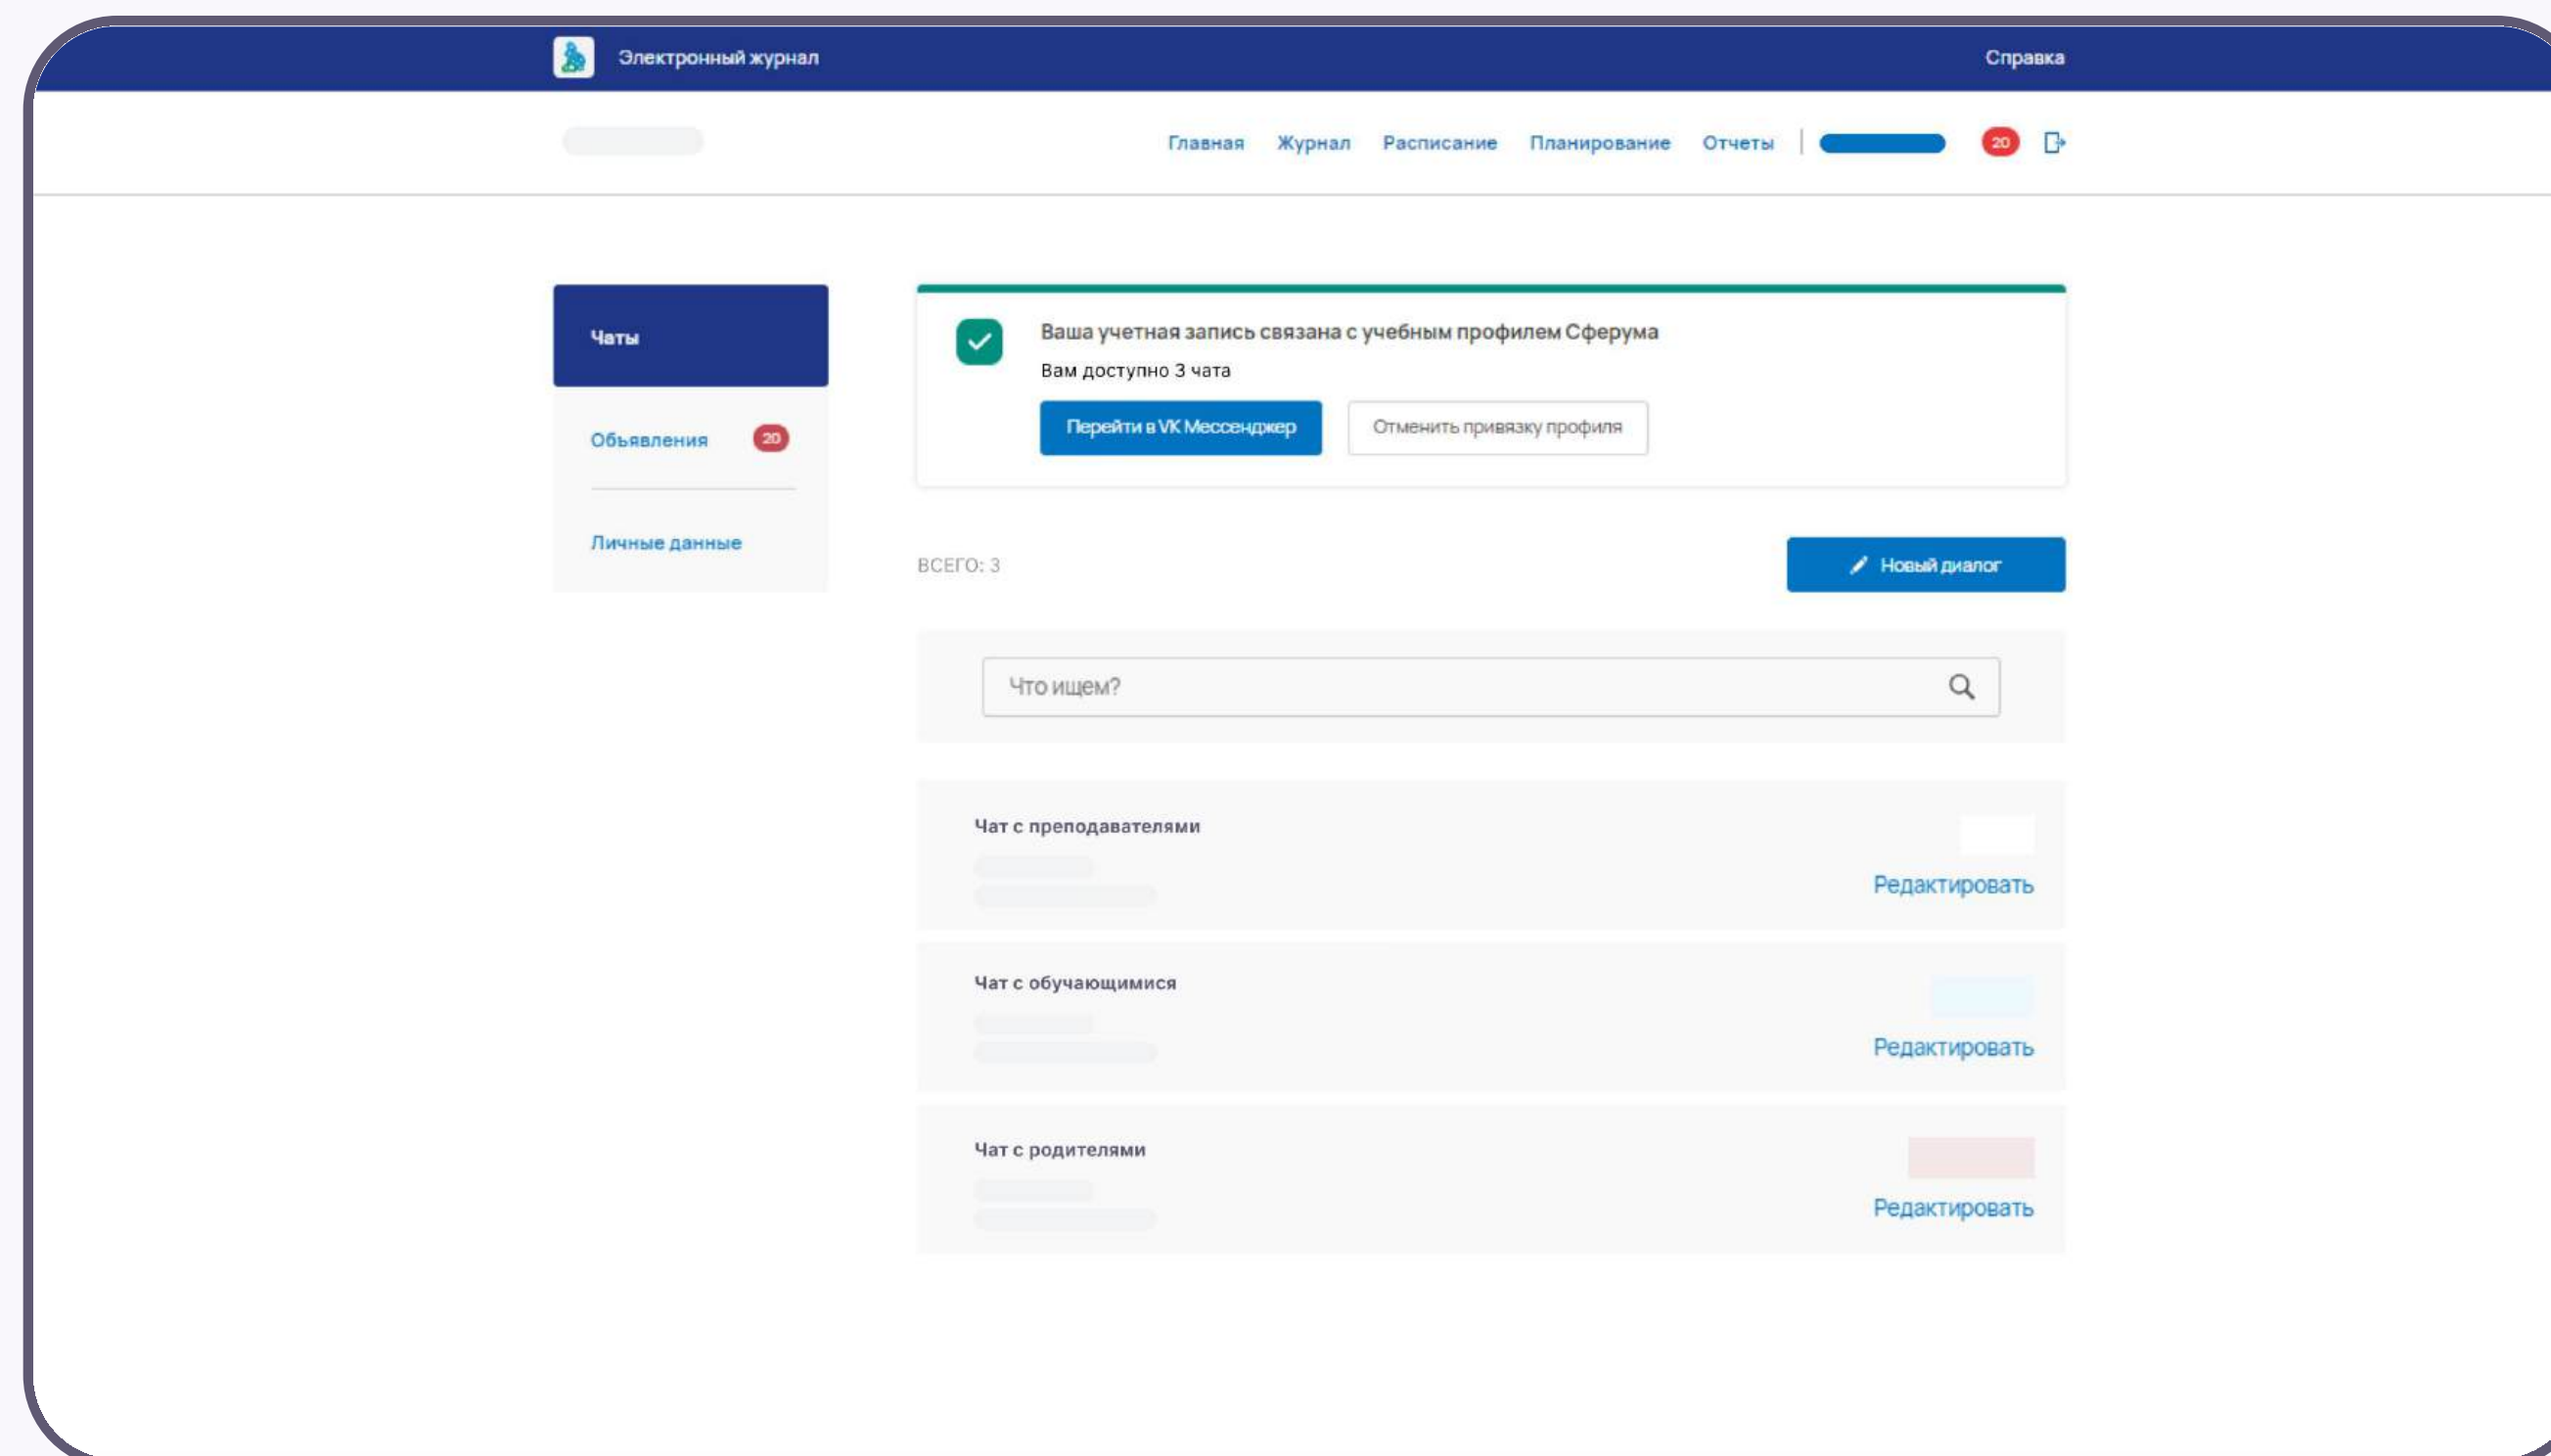 Электронный журнал
Справка
Главная Журнал Расписание Планирование Отчеты 20
Чаты
Объявления 20
Личные данные
Ваша учетная запись связана с учебным профилем Сферума
Вам доступно 3 чата
Перейти в VK Мессенджер Отменить привязку профиля
ВСЕГО: 3
Новый диалог
Что ищем?
Чат с преподавателями
Редактировать
Чат с обучающимися
Редактировать
Чат с родителями
Редактировать